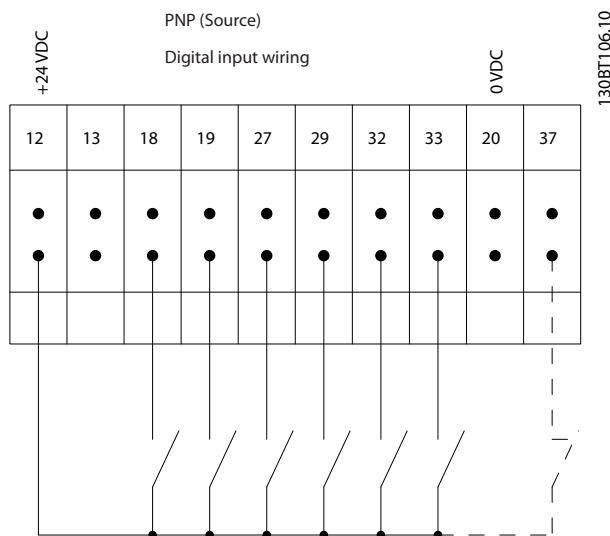 PNP (Source)
Digital input wiring
+24 VDC
0 VDC
130BT106.10
12 13 18 19 27 29 32 33 20 37